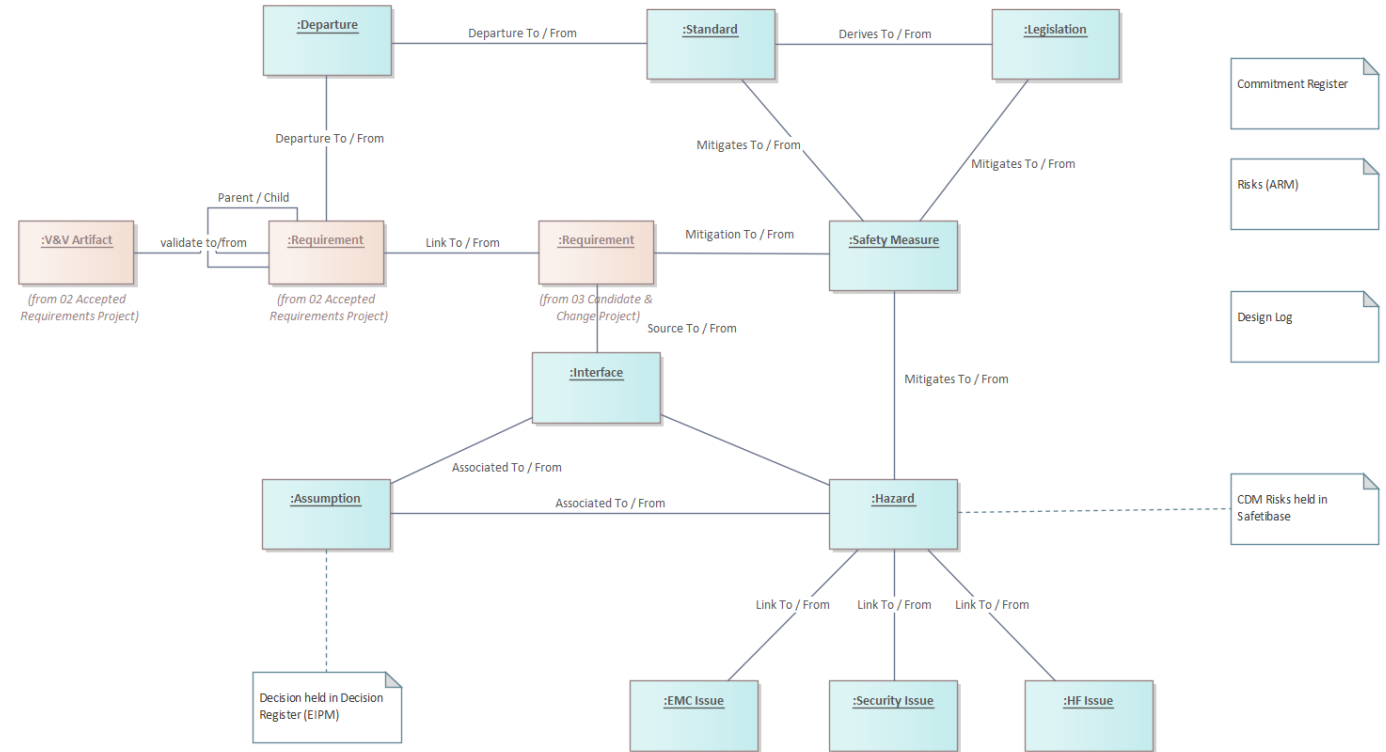 :Departure
Departure To / From
:Standard
Derives To / From
:Legislation
Commitment Register
Departure To / From
Mitigates To / From
Mitigates To / From
Risks (ARM)
Parent / Child
:V&V Artifact
validate to/from
:Requirement
Link To / From
:Requirement
Mitigation To / From
:Safety Measure
(from 02 Accepted
Requirements Project)
(from 02 Accepted
Requirements Project)
(from 03 Candidate &
Change Project)
Source To / From
Design Log
:Interface
Mitigates To / From
Associated To / From
:Assumption
Associated To / From
:Hazard
CDM Risks held in
Safetibase
Link To / From
Link To / From
Link To / From
Decision held in Decision
Register (EIPM)
:EMC Issue
:Security Issue
:HF Issue